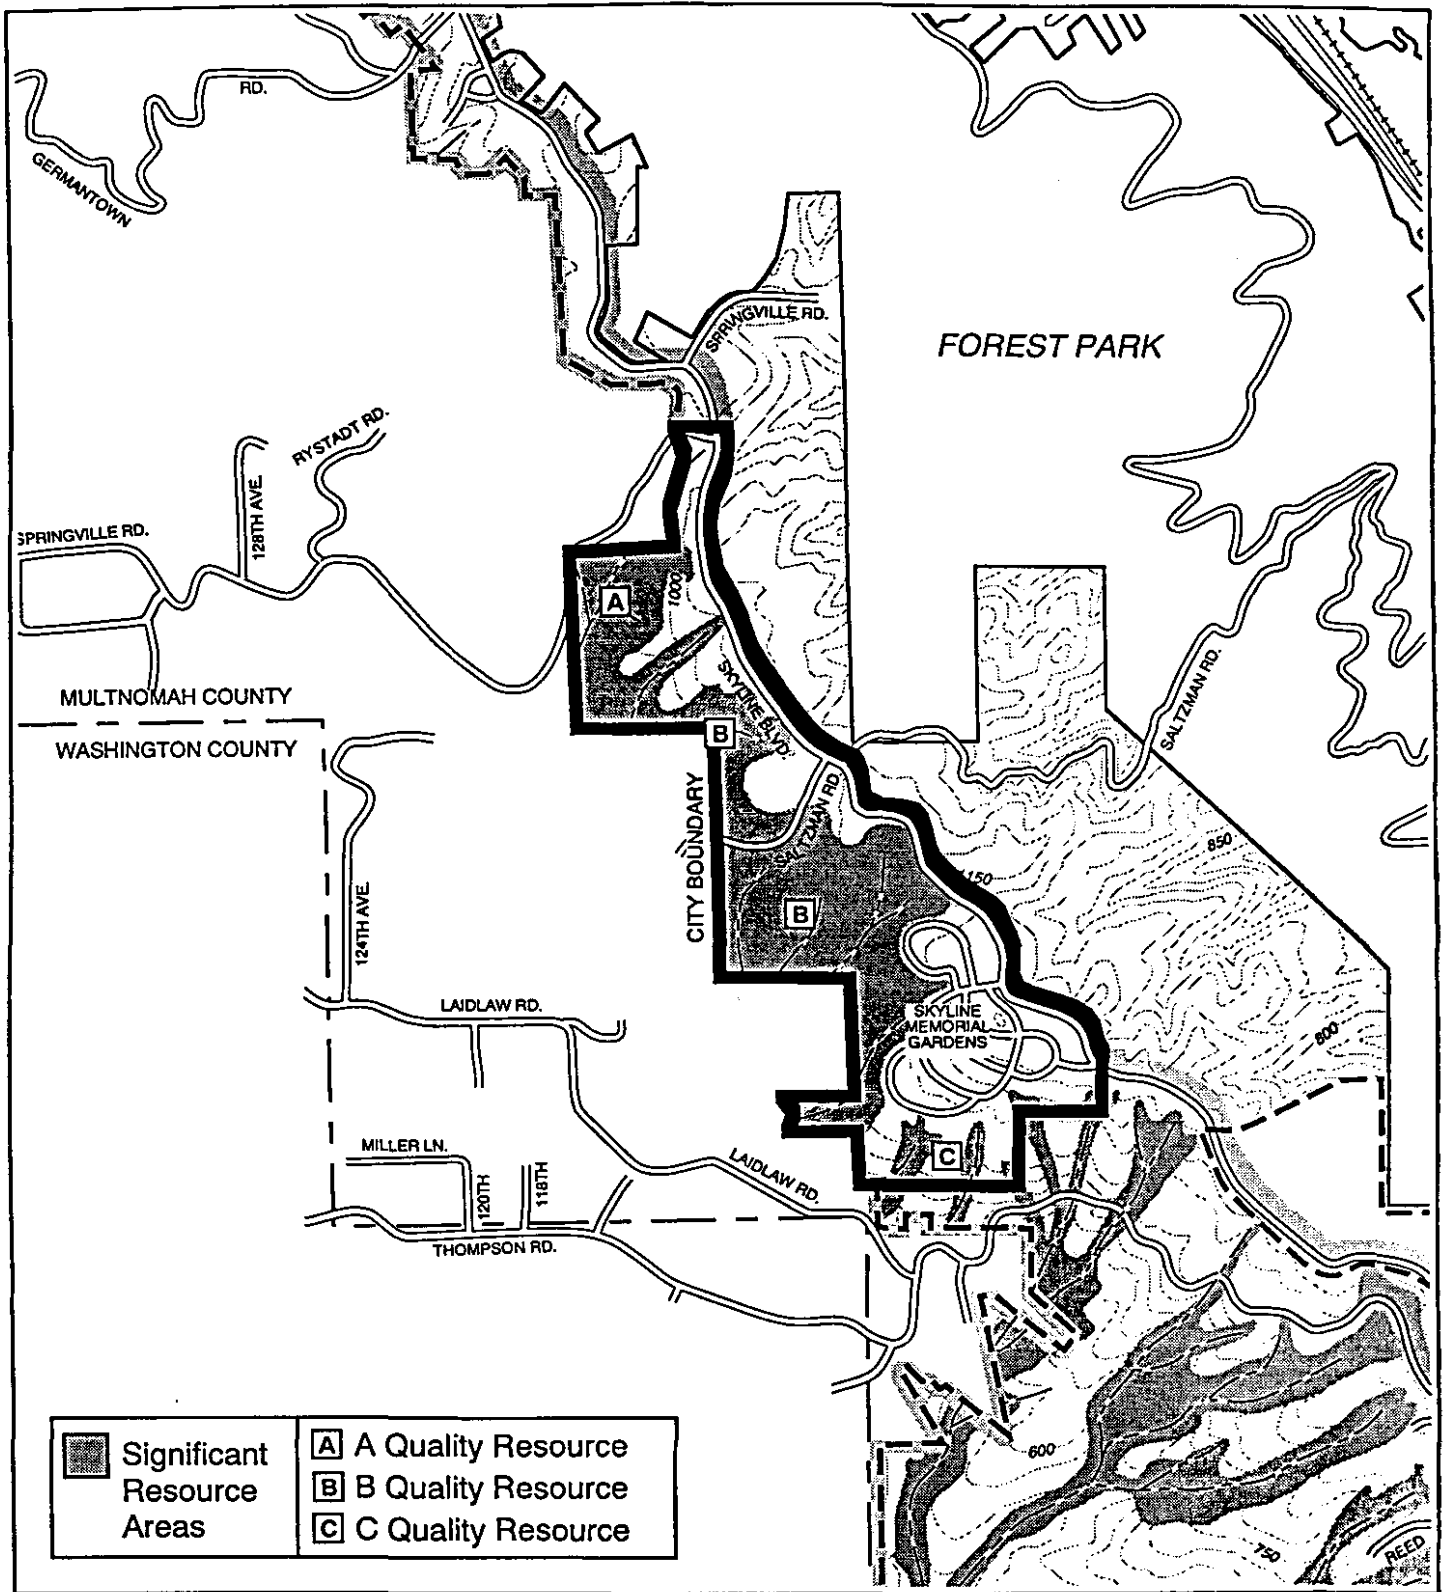 RD.
GERMANTOWN
SPRINGVILLE RD.
FOREST PARK
RYSTADT RD.
128TH AVE.
SPRINGVILLE RD.
A
1000
SKYLINE BLVD.
SALTZMAN RD.
MULTNOMAH COUNTY
WASHINGTON COUNTY
B
SALTZMAN RD.
SALTZMAN RD.
CITY BOUNDARY
850
1150
124TH AVE.
B
LAIDLAW RD.
SKYLINE
MEMORIAL
GARDENS
800
MILLER LN.
120TH
118TH
LAIDLAW RD.
C
THOMPSON RD.
600
750
REED
Significant
Resource
Areas
A A Quality Resource
B B Quality Resource
C C Quality Resource